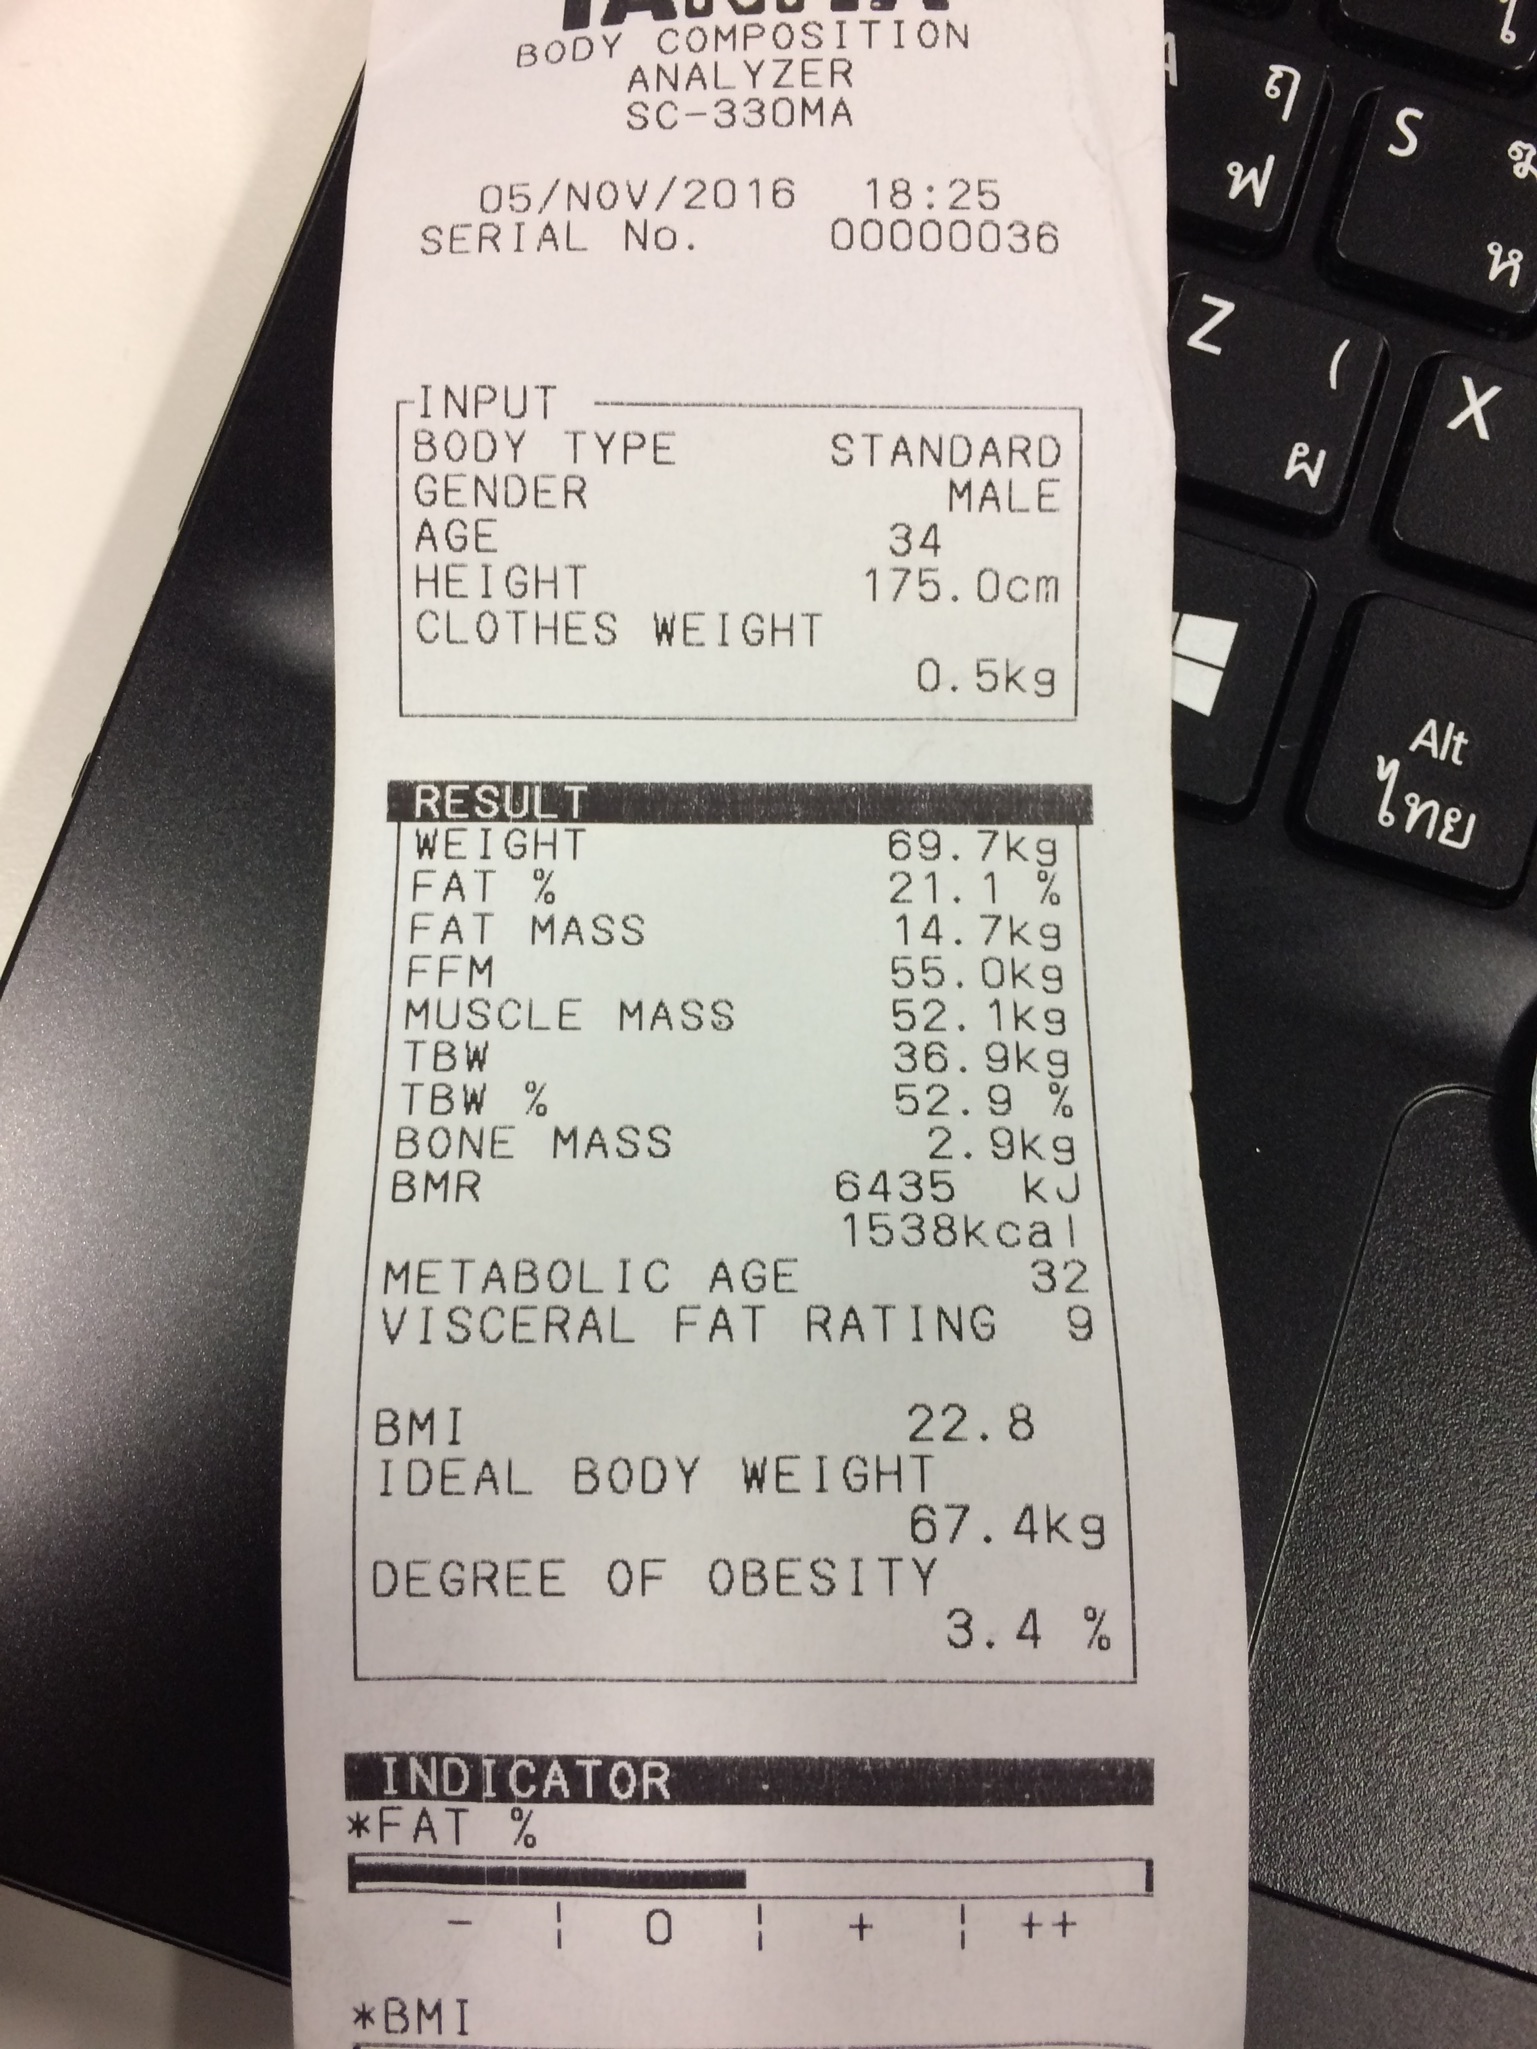 TANITA
BODY COMPOSITION
ANALYZER
SC-330MA
05/NOV/2016 18:25
SERIAL No. 00000036
INPUT
BODY TYPE STANDARD
GENDER MALE
AGE 34
HEIGHT 175.0cm
CLOTHES WEIGHT
0.5kg
RESULT
WEIGHT 69.7kg
FAT % 21.1 %
FAT MASS 14.7kg
FFM 55.0kg
MUSCLE MASS 52.1kg
TBW 36.9kg
TBW % 52.9 %
BONE MASS 2.9kg
BMR 6435 kJ
1538kcal
METABOLIC AGE 32
VISCERAL FAT RATING 9
BMI 22.8
IDEAL BODY WEIGHT
67.4kg
DEGREE OF OBESITY
3.4 %
INDICATOR
*FAT %
- ¦ 0 ¦ + ¦ ++
*BMI
A ฤ
ฟ
S
ห
Z (
ผ
X
Alt
ไทย